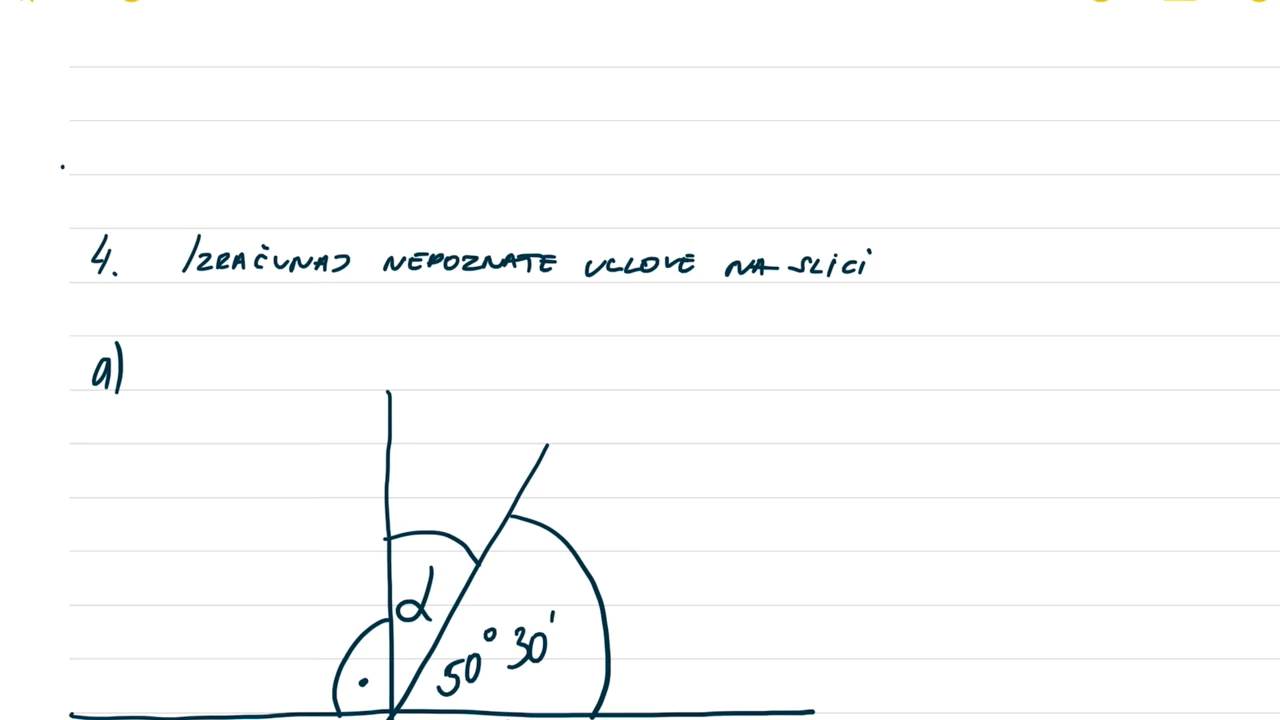 4. IZRAČUNAJ NEPOZNATE UGLOVE NA SLICI
a)
α
50° 30'